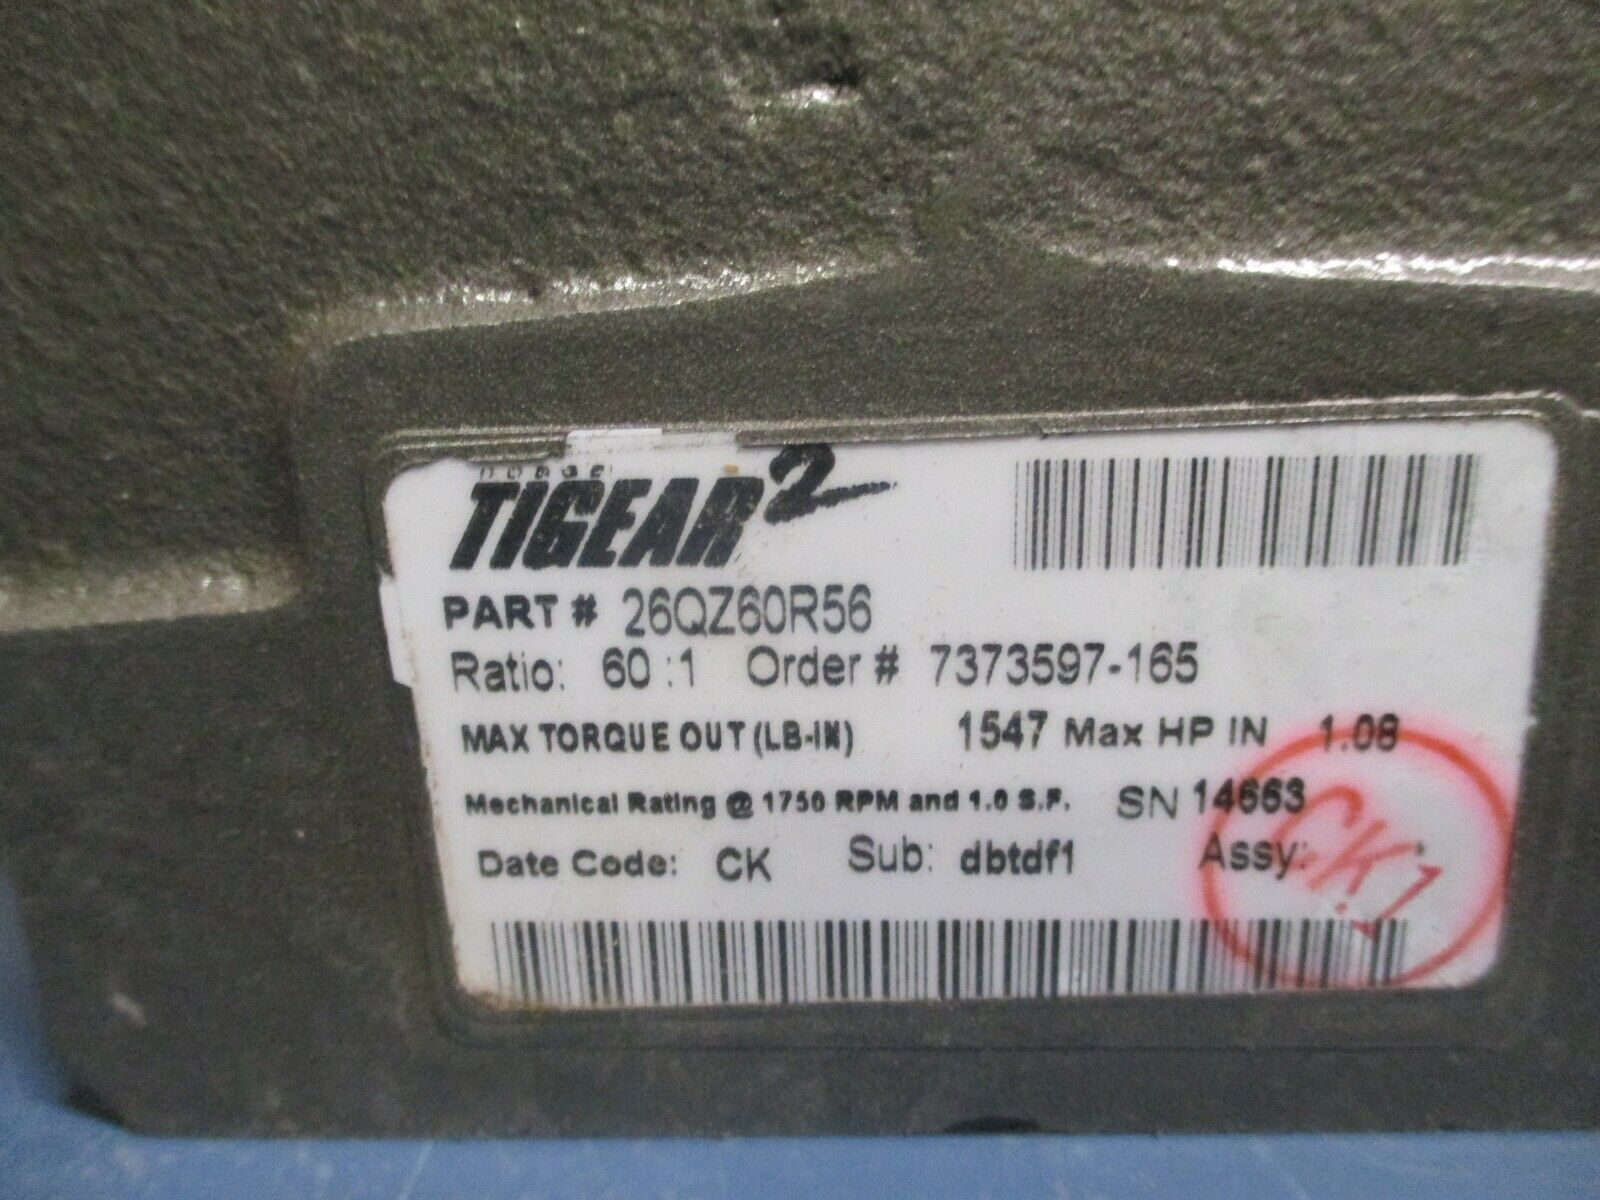 DODGE
TIGEAR2
PART # 26QZ60R56
Ratio: 60 :1 Order # 7373597-165
MAX TORQUE OUT (LB-IN) 1547 Max HP IN 1.08
Mechanical Rating @ 1750 RPM and 1.0 S.F. SN 14663
Date Code: CK Sub: dbtdf1 Assy:
CK1